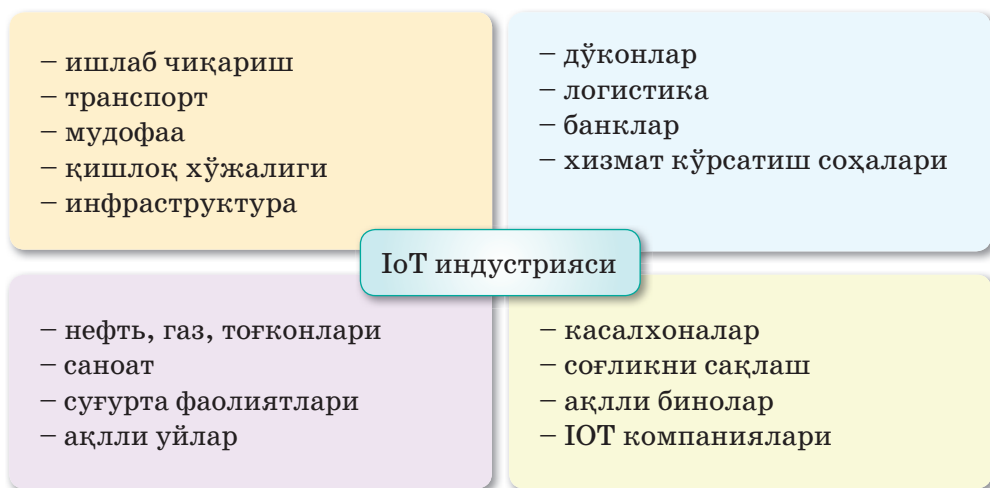 – ишлаб чиқариш
– транспорт
– мудофаа
– қишлоқ хўжалиги
– инфраструктура
– дўконлар
– логистика
– банклар
– хизмат кўрсатиш соҳалари
IoT индустрияси
– нефть, газ, тоғконлари
– саноат
– суғурта фаолиятлари
– ақлли уйлар
– касалхоналар
– соғликни сақлаш
– ақлли бинолар
– IOT компаниялари